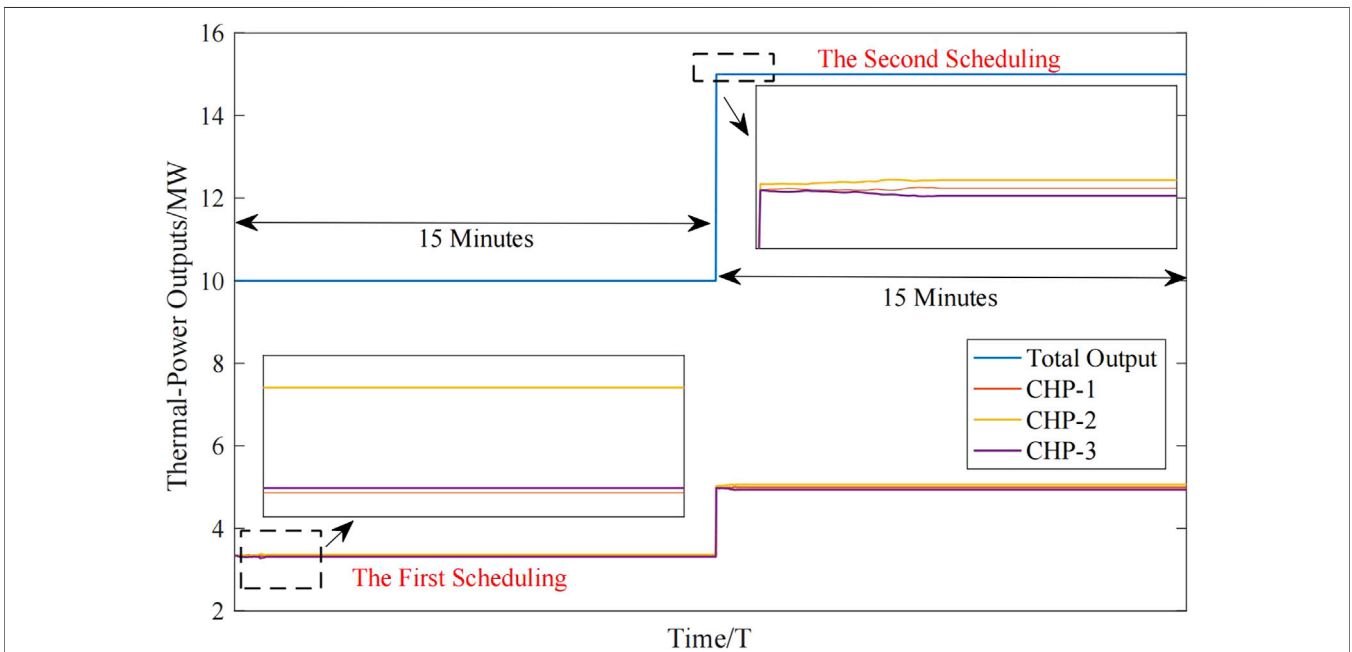 16
The Second Scheduling
14
12
15 Minutes
10
15 Minutes
8
Total Output
CHP-1
6
CHP-2
CHP-3
4
The First Scheduling
2
Thermal-Power Outputs/MW
Time/T